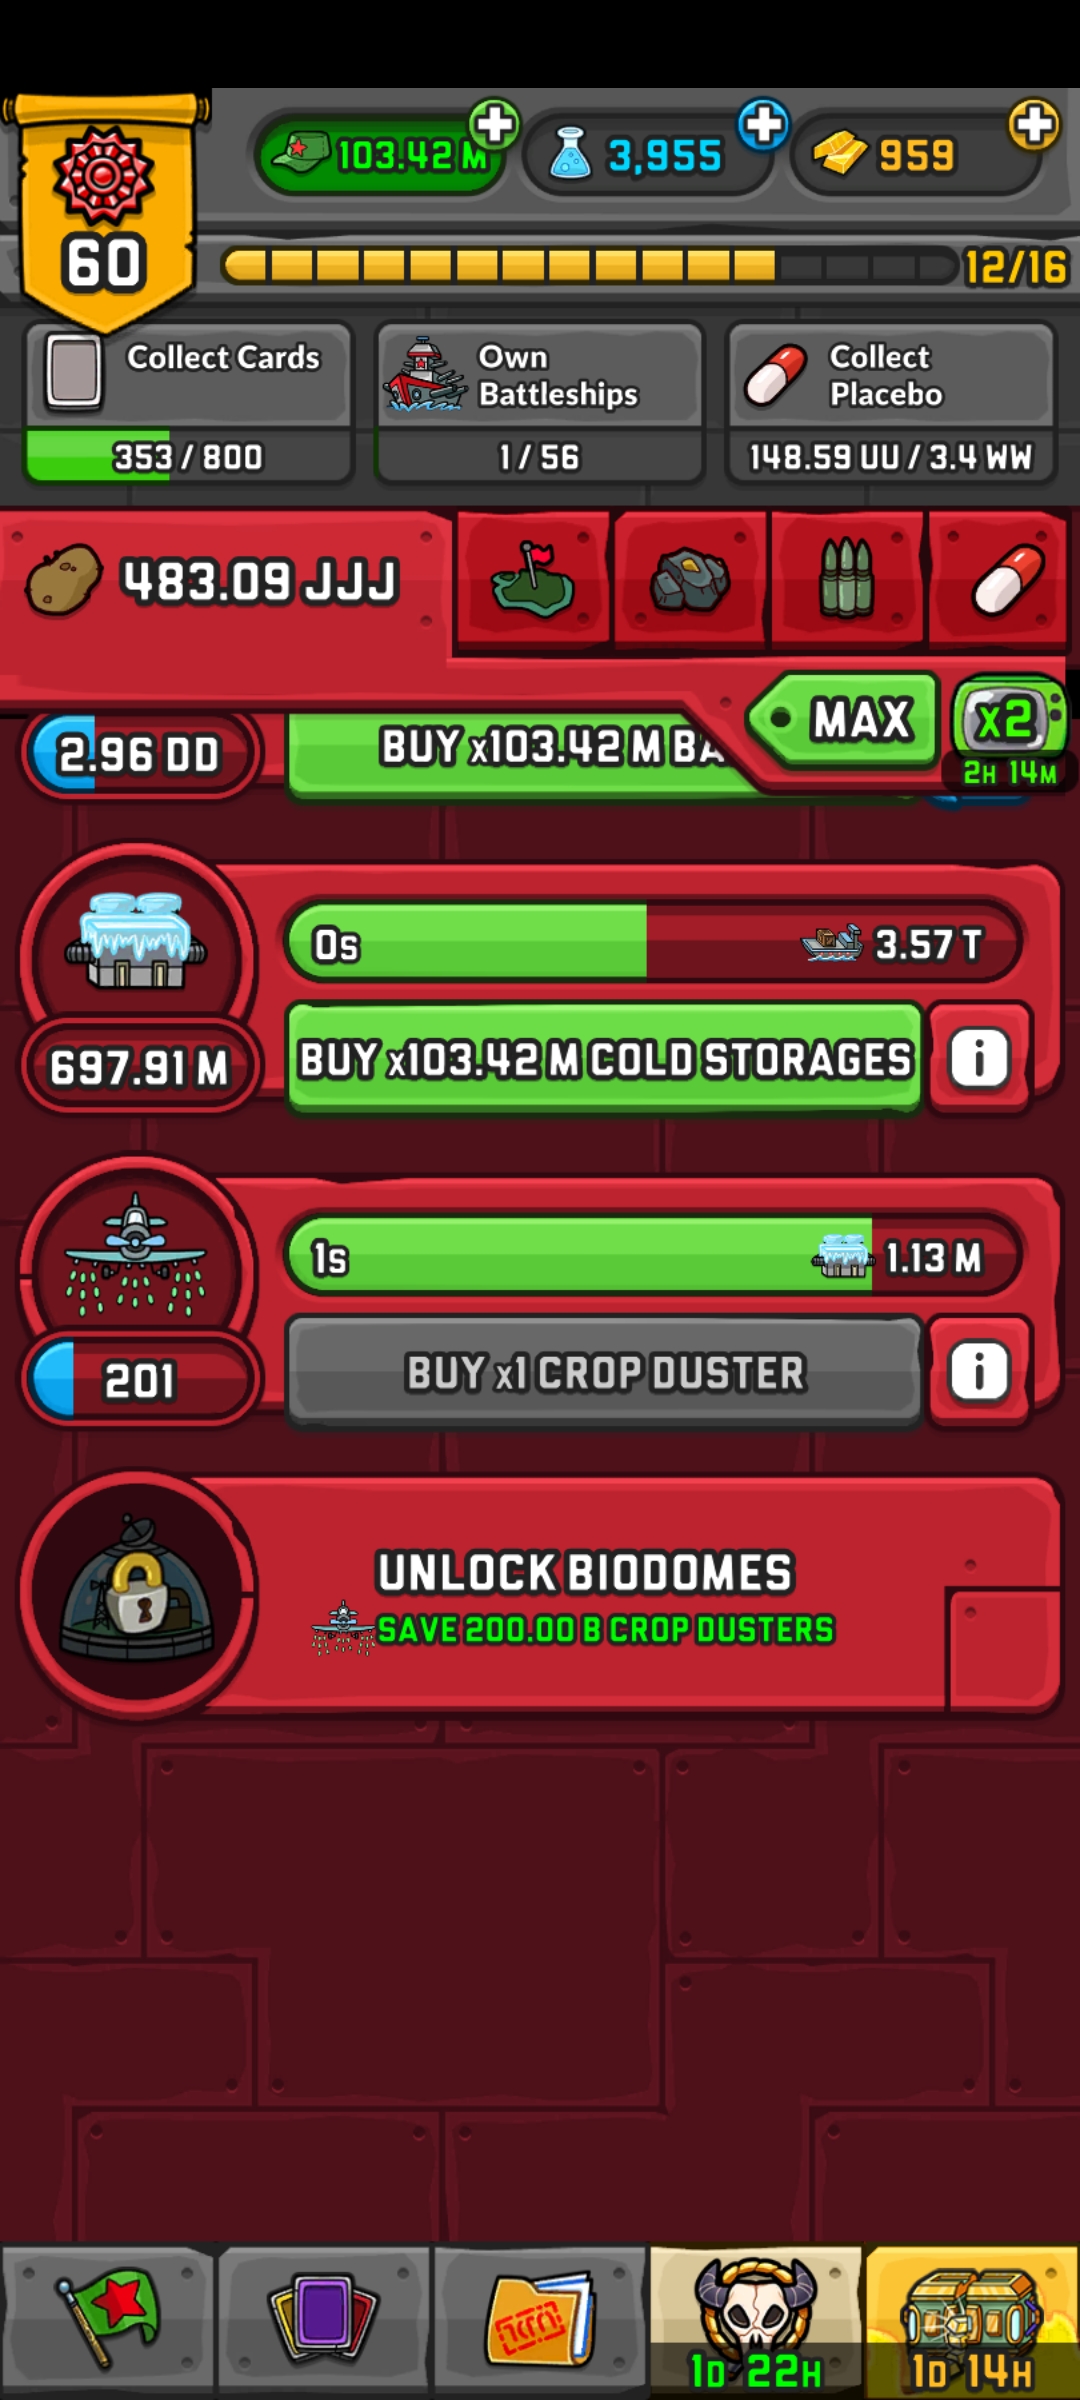 103.42 M
3,955
959
60
12/16
Collect Cards
353 / 800
Own
Battleships
1 / 56
Collect
Placebo
148.59 UU / 3.4 WW
483.09 JJJ
MAX
x2
2H 14M
2.96 DD
BUY x103.42 M BA
0s
3.57 T
697.91 M
BUY x103.42 M COLD STORAGES
i
1s
1.13 M
201
BUY x1 CROP DUSTER
i
UNLOCK BIODOMES
SAVE 200.00 B CROP DUSTERS
1D 22H
1D 14H